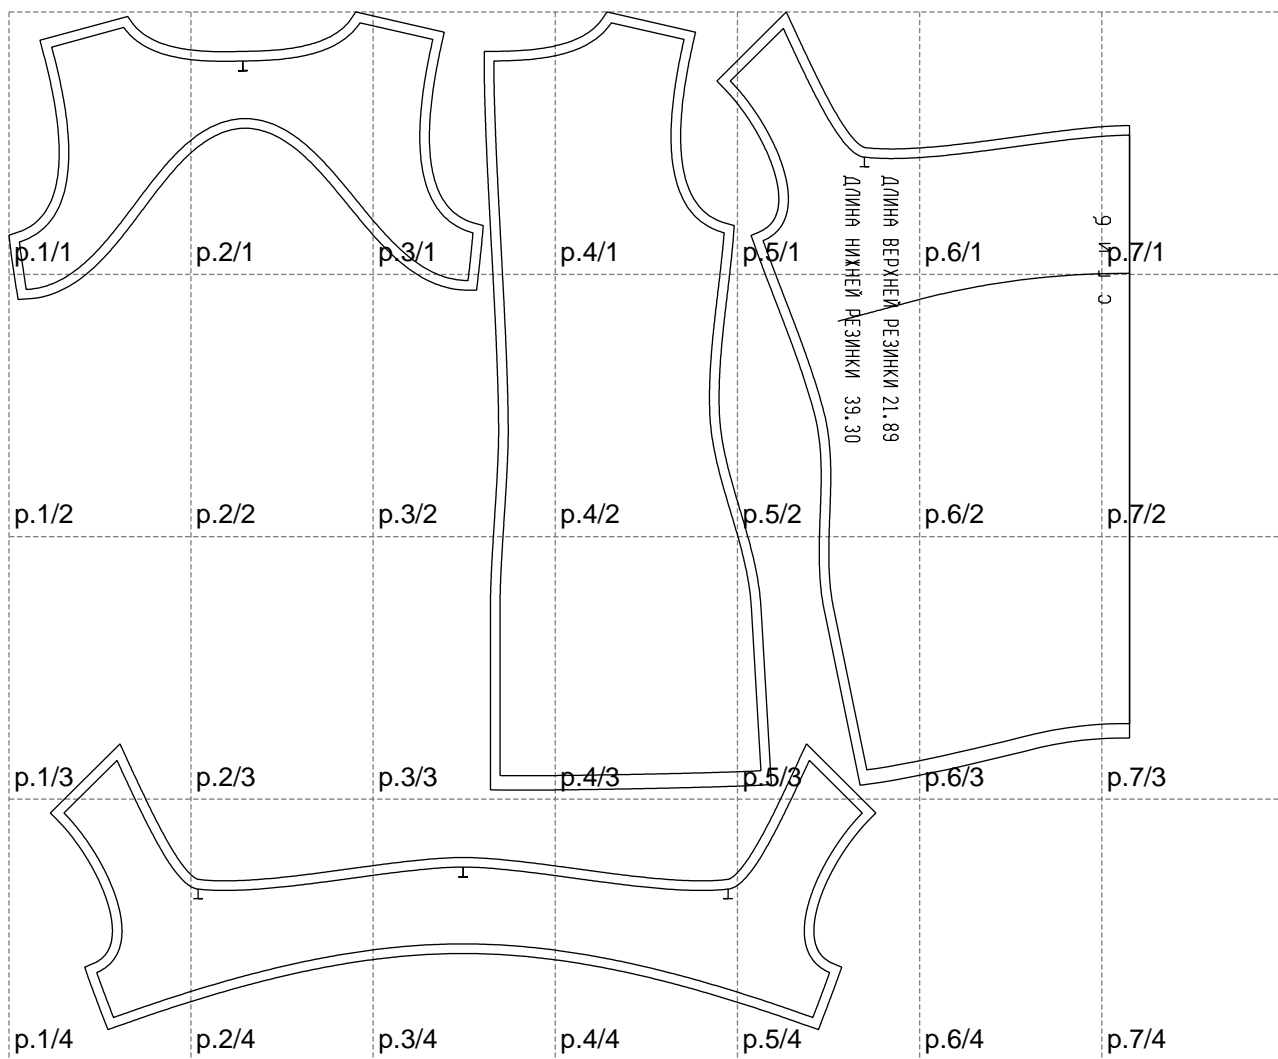 p.1/1 p.2/1 p.3/1 p.4/1 p.5/1 p.6/1 p.7/1
ДЛИНА ВЕРХНЕЙ РЕЗИНКИ 21.89
ДЛИНА НИХНЕЙ РЕЗИНКИ 39.30
сгиб
p.1/2 p.2/2 p.3/2 p.4/2 p.5/2 p.6/2 p.7/2
p.1/3 p.2/3 p.3/3 p.4/3 p.5/3 p.6/3 p.7/3
p.1/4 p.2/4 p.3/4 p.4/4 p.5/4 p.6/4 p.7/4